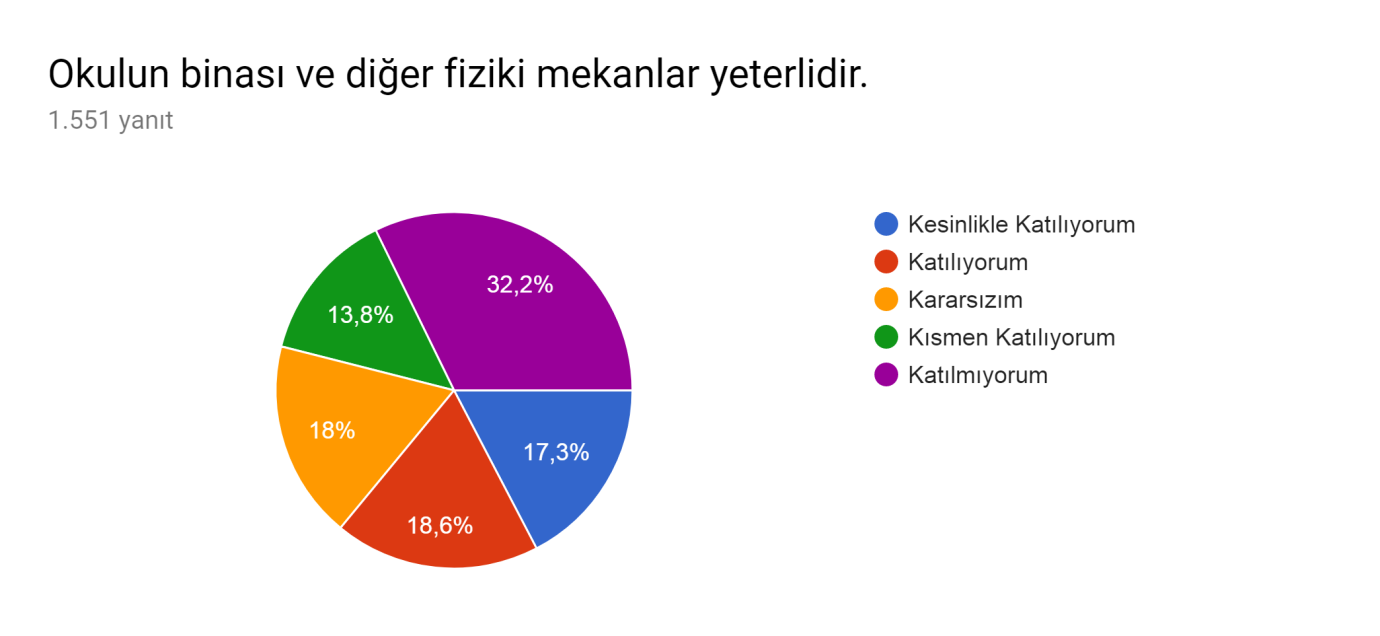 Okulun binası ve diğer fiziki mekanlar yeterlidir.
1.551 yanıt
32,2%
13,8%
18%
17,3%
18,6%
Kesinlikle Katılıyorum
Katılıyorum
Kararsızım
Kısmen Katılıyorum
Katılmıyorum